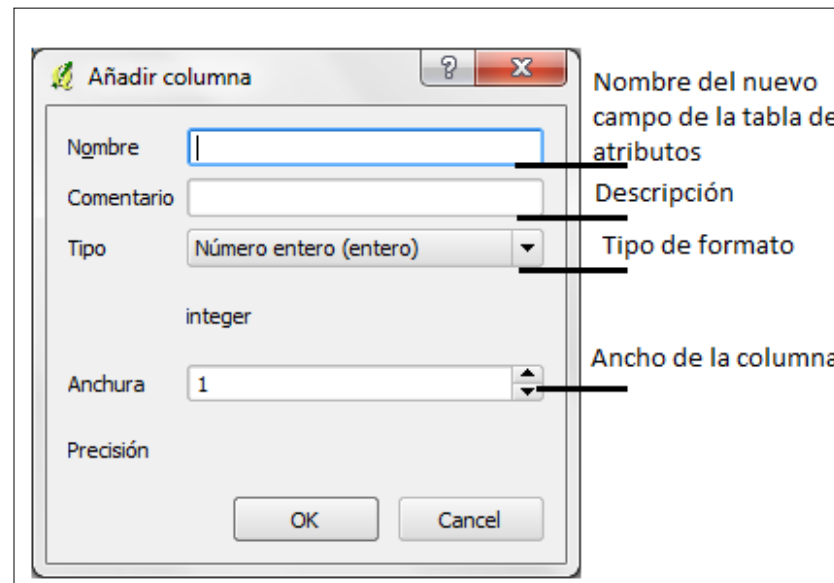 Añadir columna
Nombre
Comentario
Tipo
Número entero (entero)
integer
Anchura
1
Precisión
OK
Cancel
Nombre del nuevo
campo de la tabla de
atributos
Descripción
Tipo de formato
Ancho de la columna